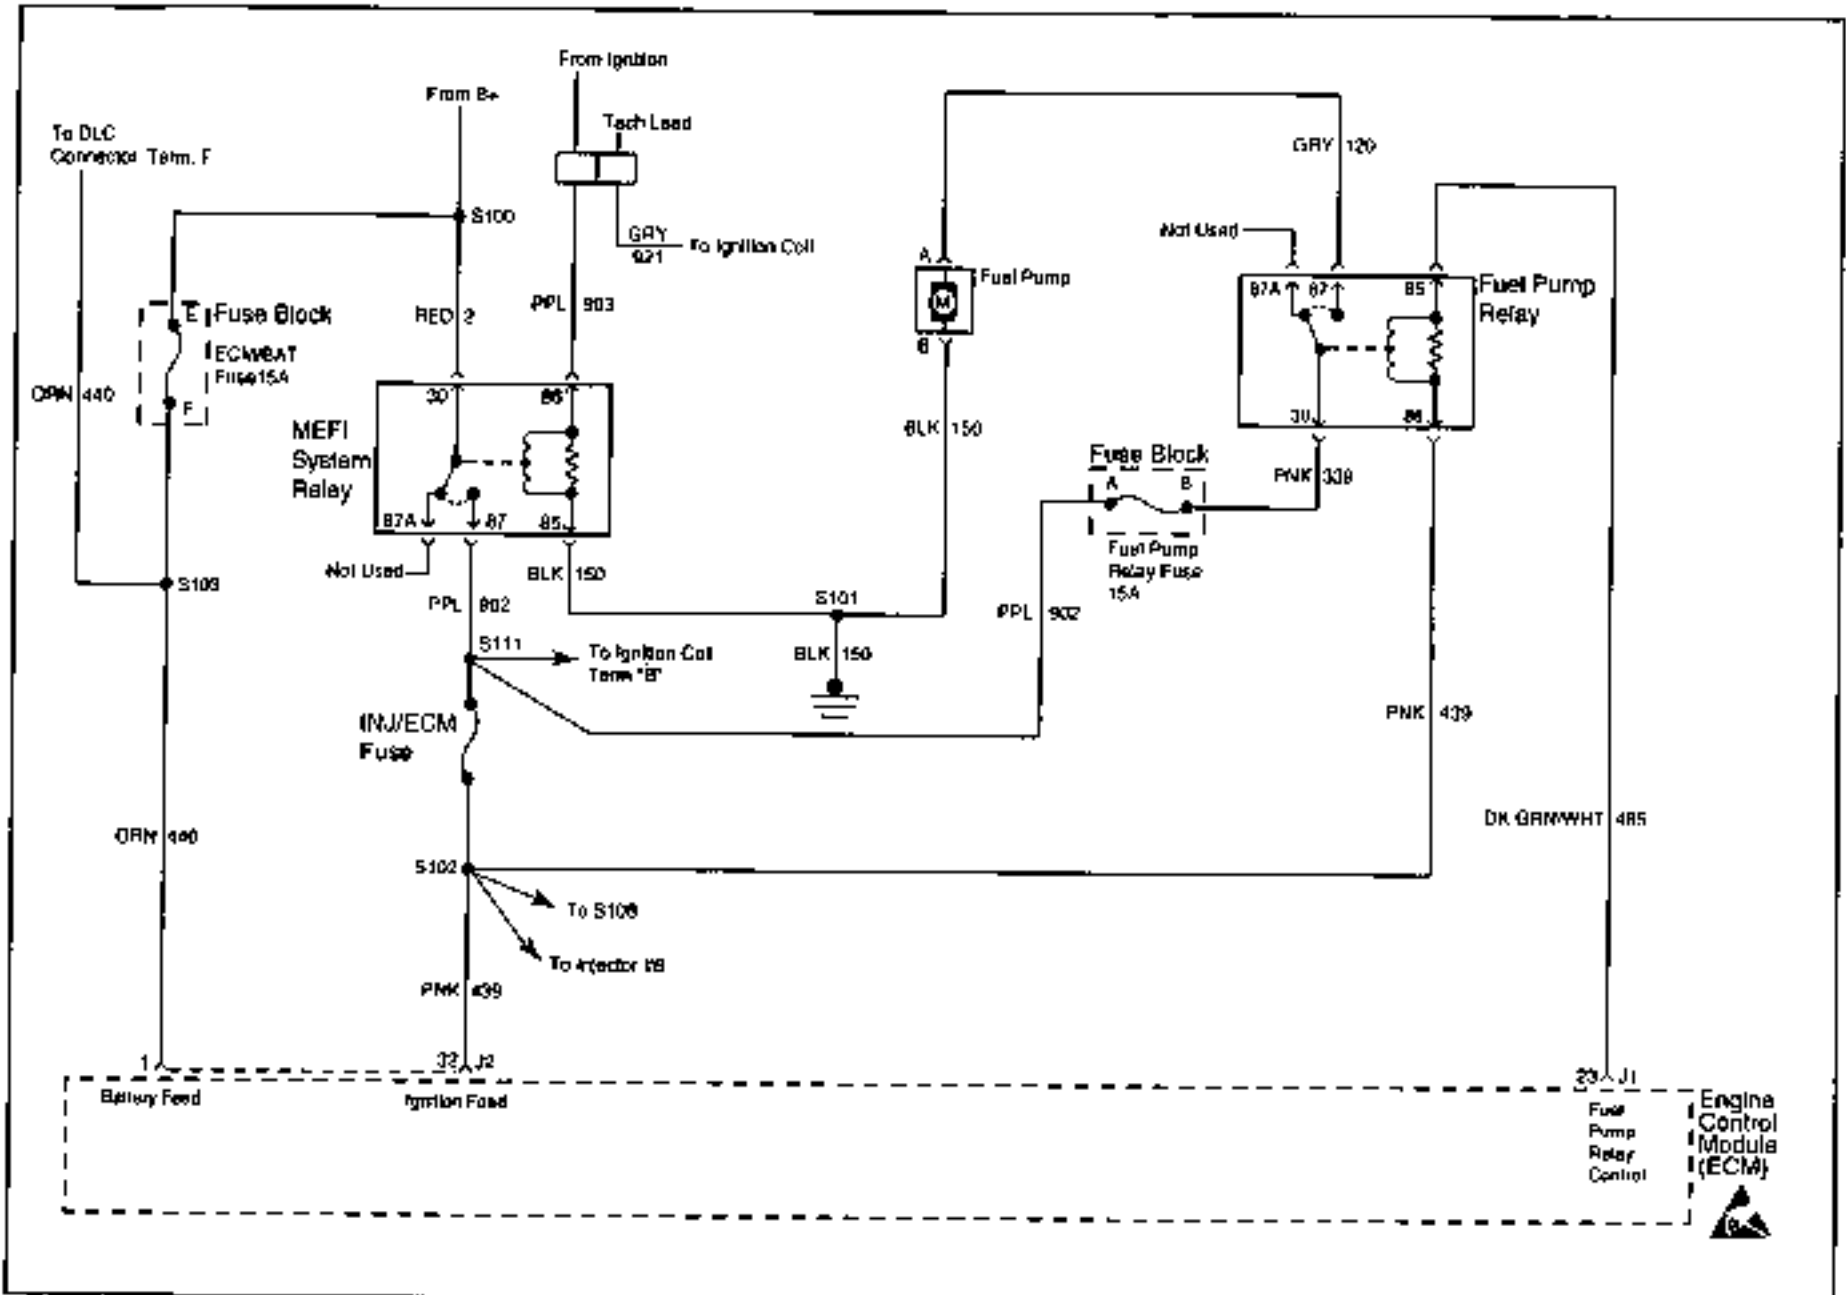 From Ignition
From B+
Tach Lead
To DLC
Connector Term. F
GRY 120
S100
Not Used
GRY
921
To Ignition Coil
A
Fuel Pump
87A 87 85
Fuel Pump
Relay
PPL 903
RED 2
E
Fuse Block
M
ECM/BAT
Fuse 15A
B
ORN 440
30 86
F
30 86
MEFI
System
Relay
BLK 150
Fuse Block
A B
PNK 339
87A 87 85
Fuel Pump
Relay Fuse
15A
Not Used
BLK 150
S103
PPL 902
S101
PPL 902
S111
To Ignition Coil
Term "B"
BLK 150
INJ/ECM
Fuse
PNK 439
DK GRN/WHT 465
ORN 440
S102
To S108
To Injector
PNK 439
1
32 J2
23 J1
Battery Feed
Ignition Feed
Fuel
Pump
Relay
Control
Engine
Control
Module
(ECM)